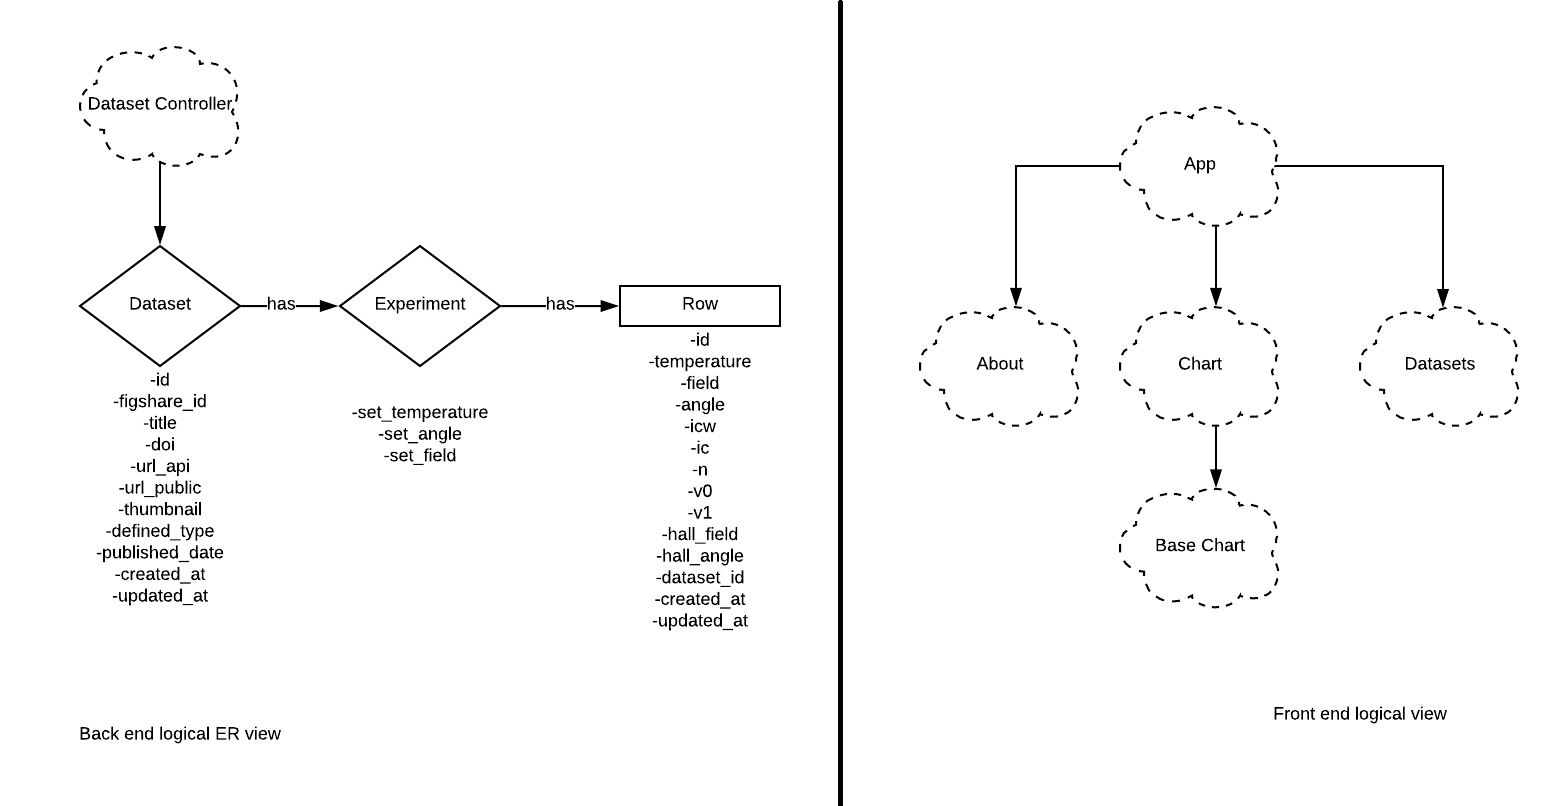 Dataset Controller
Dataset
has
Experiment
has
Row
-id
-figshare_id
-title
-doi
-url_api
-url_public
-thumbnail
-defined_type
-published_date
-created_at
-updated_at
-set_temperature
-set_angle
-set_field
-id
-temperature
-field
-angle
-icw
-ic
-n
-v0
-v1
-hall_field
-hall_angle
-dataset_id
-created_at
-updated_at
Back end logical ER view
App
About
Chart
Datasets
Base Chart
Front end logical view